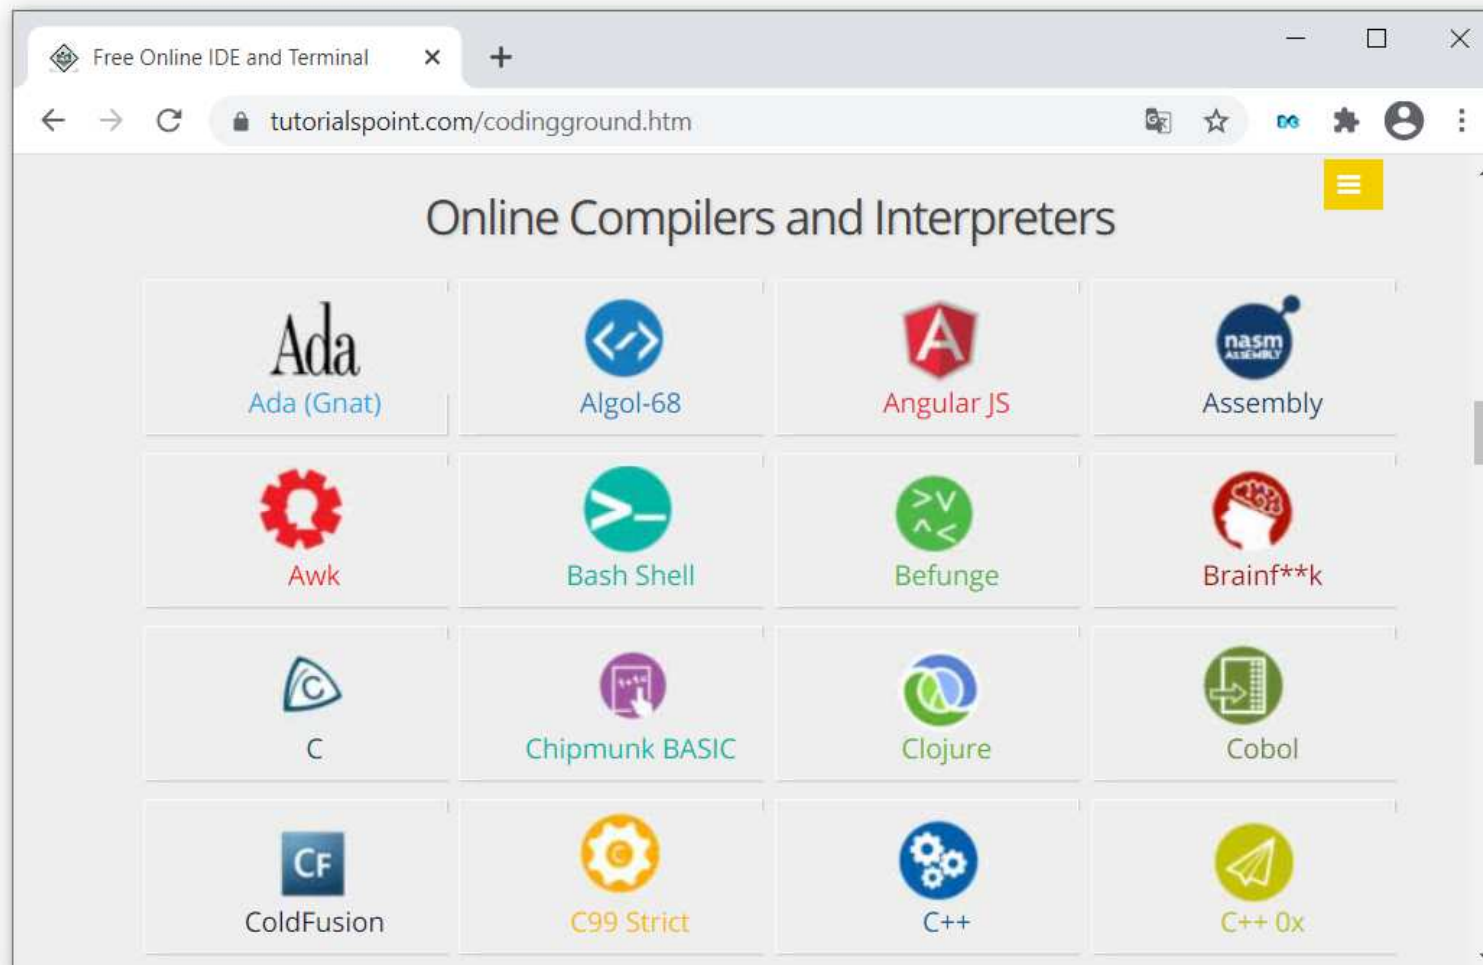 Free Online IDE and Terminal
tutorialspoint.com/codingground.htm
Online Compilers and Interpreters
Ada
Ada (Gnat)
Algol-68
A
Angular JS
nasm
ASSEMBLY
Assembly
Awk
>_
Bash Shell
>v
^<
Befunge
Brainf**k
C
C
Chipmunk BASIC
Clojure
Cobol
CF
ColdFusion
C
C99 Strict
C++
C++ 0x